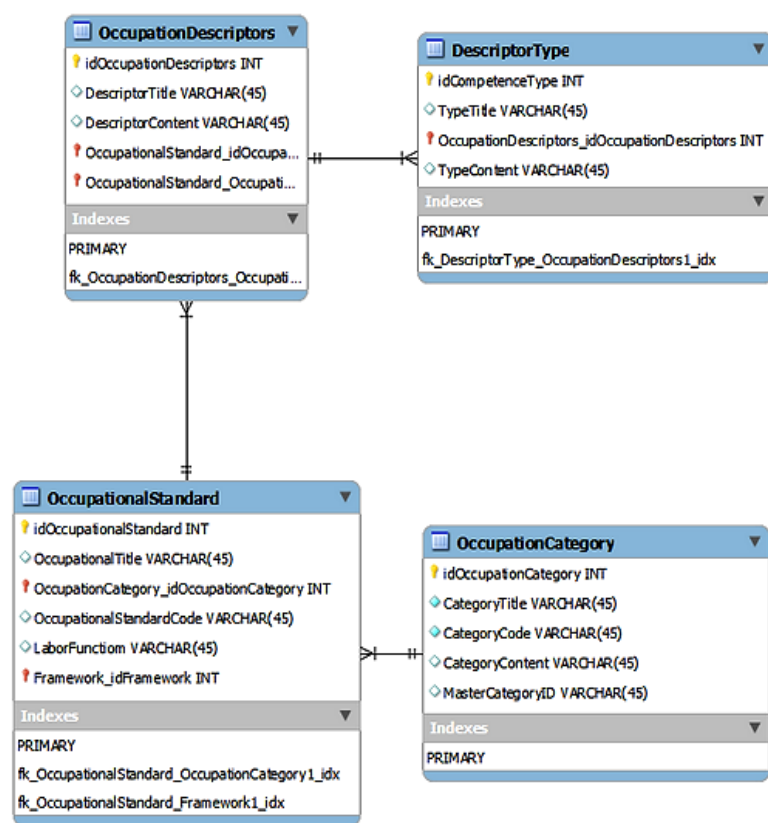 OccupationDescriptors
idOccupationDescriptors INT
DescriptorTitle VARCHAR(45)
DescriptorContent VARCHAR(45)
OccupationalStandard_idOccupa...
OccupationalStandard_Occupati...
Indexes
PRIMARY
fk_OccupationDescriptors_Occupati...
DescriptorType
idCompetenceType INT
TypeTitle VARCHAR(45)
OccupationDescriptors_idOccupationDescriptors INT
TypeContent VARCHAR(45)
Indexes
PRIMARY
fk_DescriptorType_OccupationDescriptors1_idx
OccupationalStandard
idOccupationalStandard INT
OccupationalTitle VARCHAR(45)
OccupationCategory_idOccupationCategory INT
OccupationalStandardCode VARCHAR(45)
LaborFunctiom VARCHAR(45)
Framework_idFramework INT
Indexes
PRIMARY
fk_OccupationalStandard_OccupationCategory1_idx
fk_OccupationalStandard_Framework1_idx
OccupationCategory
idOccupationCategory INT
CategoryTitle VARCHAR(45)
CategoryCode VARCHAR(45)
CategoryContent VARCHAR(45)
MasterCategoryID VARCHAR(45)
Indexes
PRIMARY